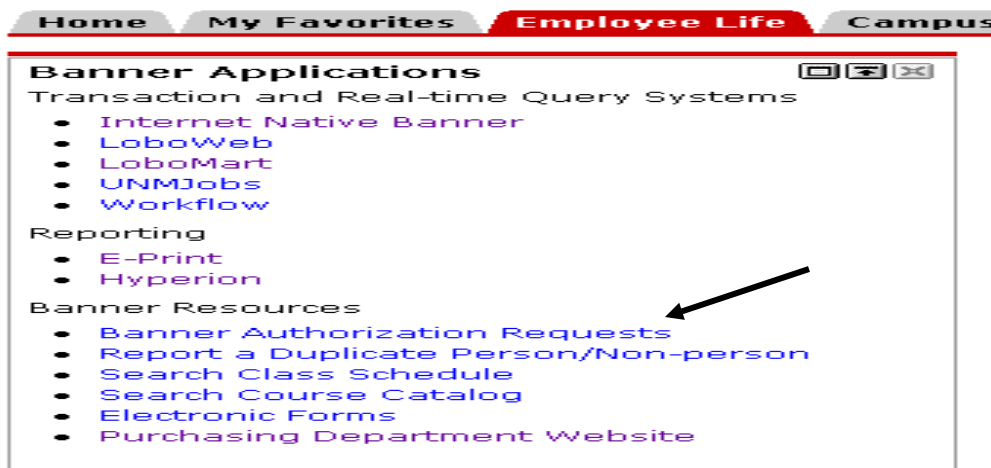 Home My Favorites Employee Life Campus
Banner Applications
Transaction and Real-time Query Systems
Internet Native Banner
LoboWeb
LoboMart
UNMJobs
Workflow
Reporting
E-Print
Hyperion
Banner Resources
Banner Authorization Requests
Report a Duplicate Person/Non-person
Search Class Schedule
Search Course Catalog
Electronic Forms
Purchasing Department Website